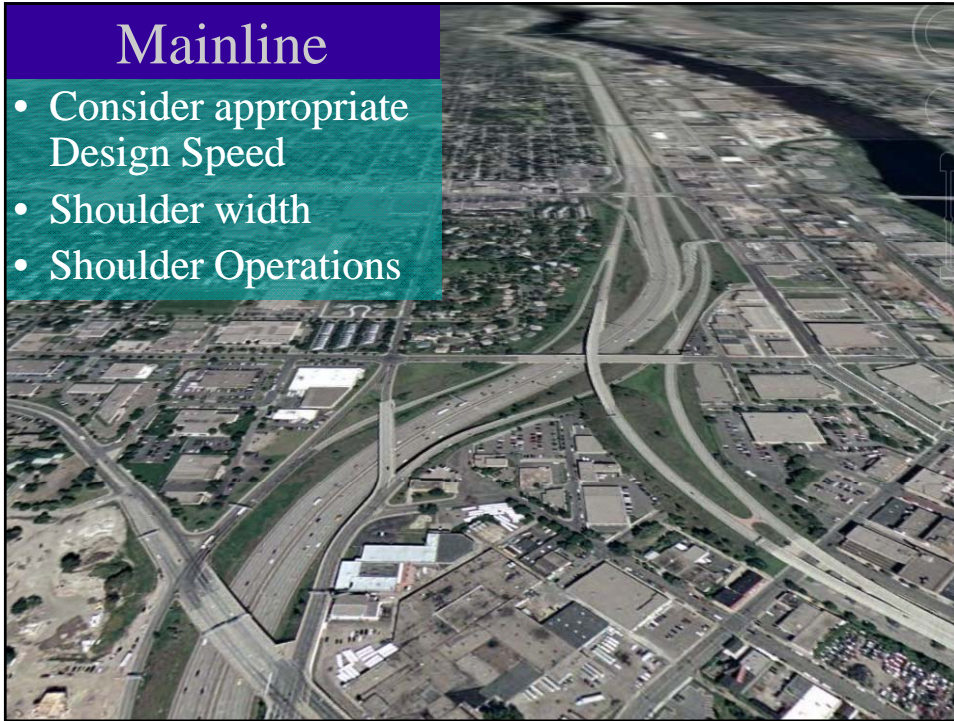 Mainline
• Consider appropriate
Design Speed
• Shoulder width
• Shoulder Operations